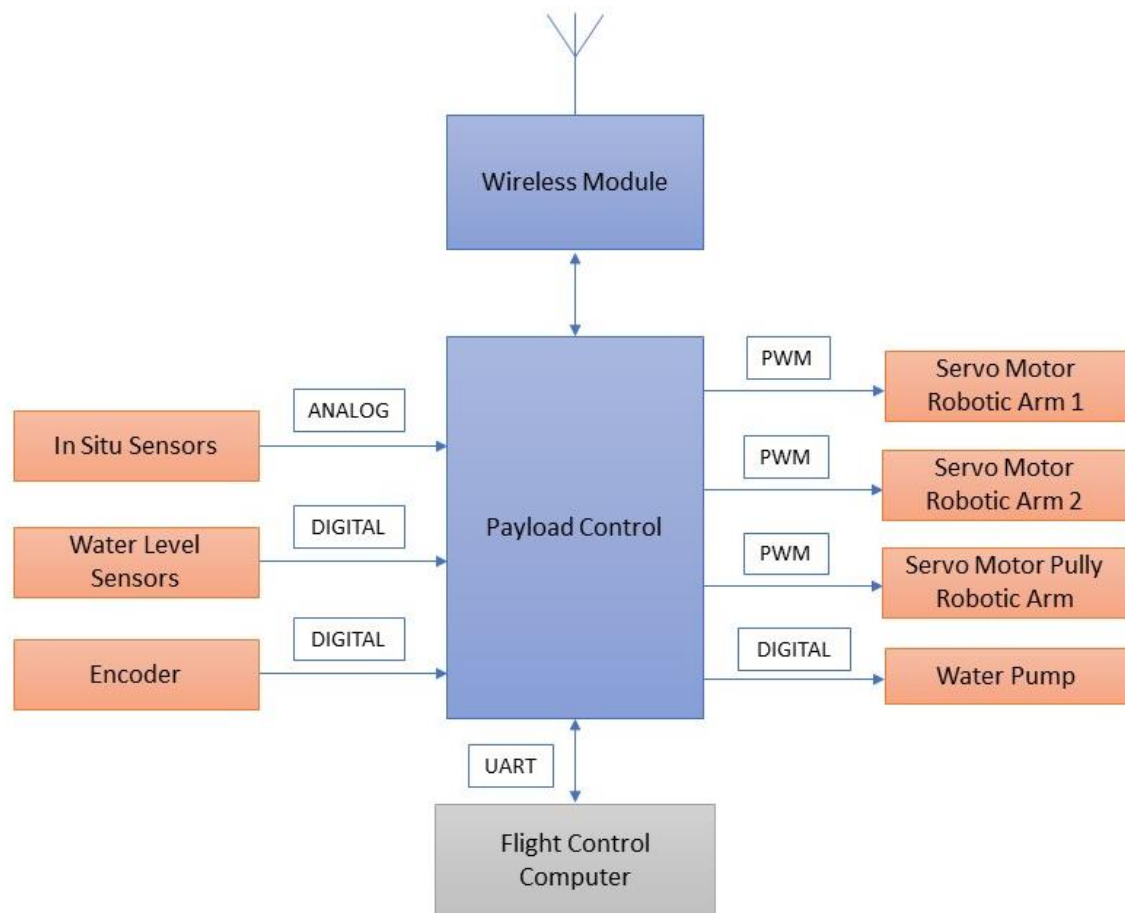 Wireless Module
PWM
Servo Motor
Robotic Arm 1
ANALOG
In Situ Sensors
PWM
Servo Motor
Robotic Arm 2
Payload Control
DIGITAL
Water Level
Sensors
PWM
Servo Motor Pully
Robotic Arm
DIGITAL
Encoder
DIGITAL
Water Pump
UART
Flight Control
Computer